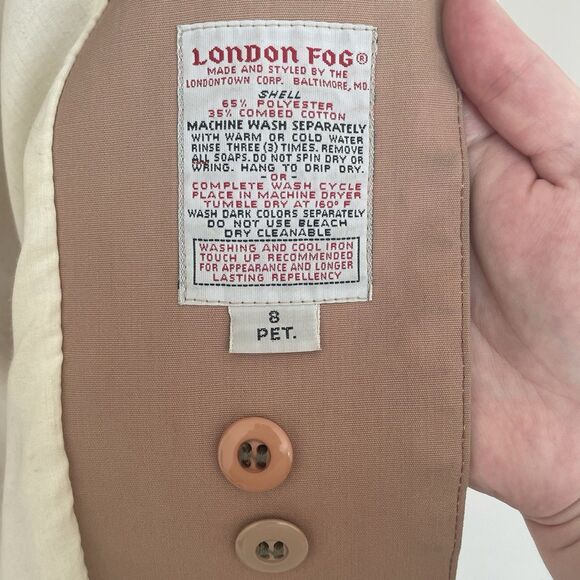 LONDON FOG®
MADE AND STYLED BY THE
LONDONTOWN CORP. BALTIMORE, MD.
SHELL
65% POLYESTER
35% COMBED COTTON
MACHINE WASH SEPARATELY
WITH WARM OR COLD WATER
RINSE THREE (3) TIMES. REMOVE
ALL SOAPS. DO NOT SPIN DRY OR
WRING. HANG TO DRIP DRY.
-OR-
COMPLETE WASH CYCLE
PLACE IN MACHINE DRYER
TUMBLE DRY AT 160° F
WASH DARK COLORS SEPARATELY
DO NOT USE BLEACH
DRY CLEANABLE
WASHING AND COOL IRON
TOUCH UP RECOMMENDED
FOR APPEARANCE AND LONGER
LASTING REPELLENCY
8
PET.